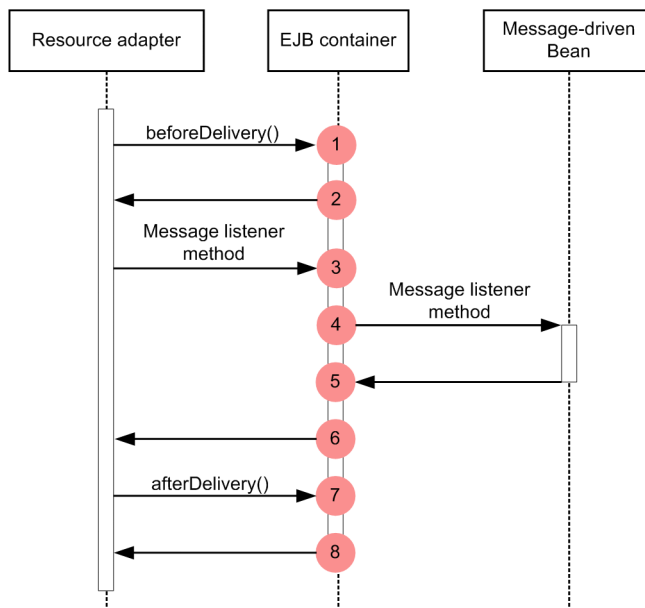 Resource adapter
EJB container
Message-driven
Bean
beforeDelivery()
1
2
Message listener
method
3
Message listener
method
4
5
6
afterDelivery()
7
8